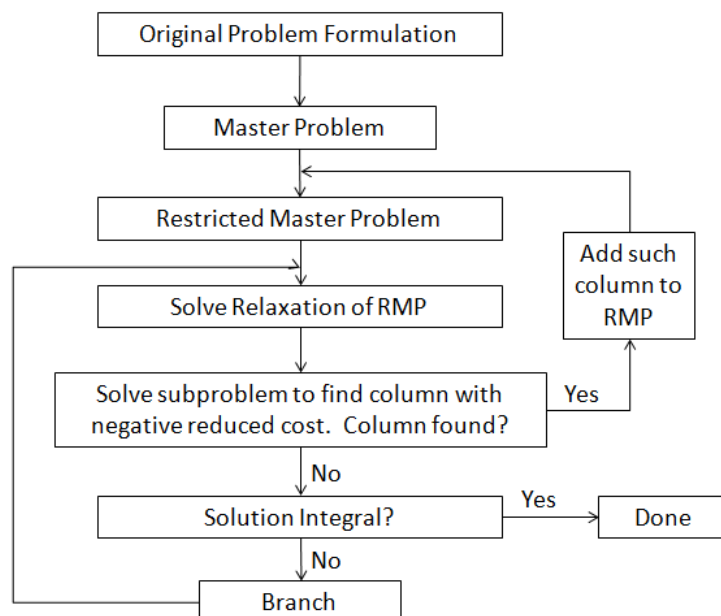 Original Problem Formulation
Master Problem
Restricted Master Problem
Add such
column to
RMP
Solve Relaxation of RMP
Solve subproblem to find column with
negative reduced cost.  Column found?
Yes
No
Solution Integral?
Yes
Done
No
Branch